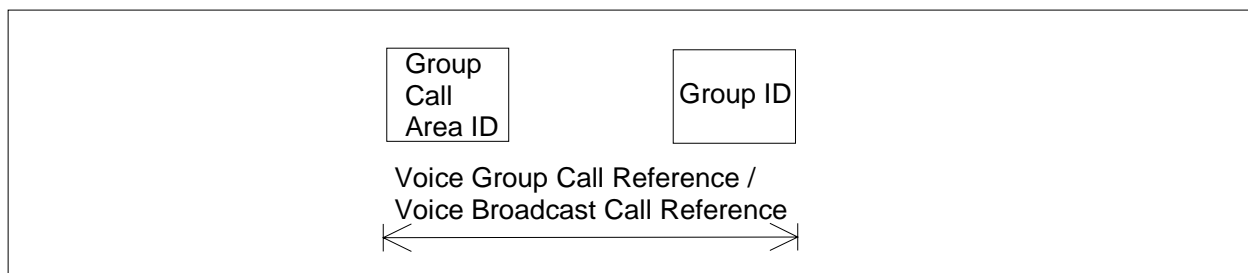 Group
Call
Area ID
Group ID
Voice Group Call Reference /
Voice Broadcast Call Reference